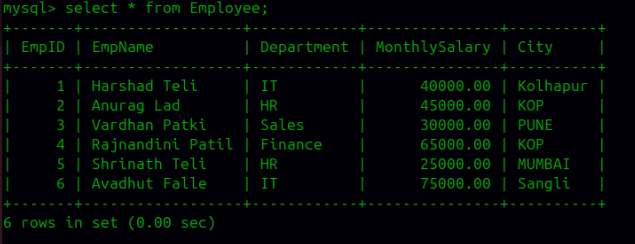 mysql> select * from Employee;
+-------+------------------+------------+---------------+----------+
| EmpID | EmpName          | Department | MonthlySalary | City     |
+-------+------------------+------------+---------------+----------+
|     1 | Harshad Teli     | IT         |      40000.00 | Kolhapur |
|     2 | Anurag Lad       | HR         |      45000.00 | KOP      |
|     3 | Vardhan Patki    | Sales      |      30000.00 | PUNE     |
|     4 | Rajnandini Patil | Finance    |      65000.00 | KOP      |
|     5 | Shrinath Teli    | HR         |      25000.00 | MUMBAI   |
|     6 | Avadhut Falle    | IT         |      75000.00 | Sangli   |
+-------+------------------+------------+---------------+----------+
6 rows in set (0.00 sec)